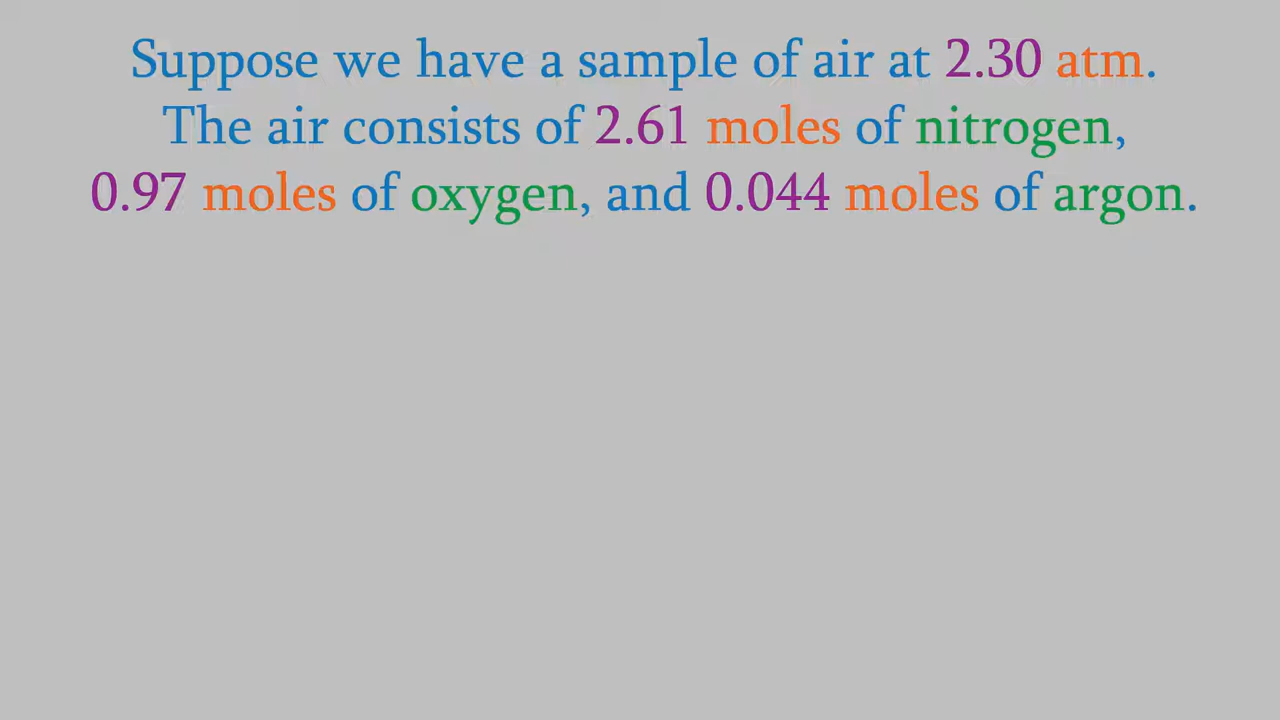 Suppose we have a sample of air at 2.30 atm.
The air consists of 2.61 moles of nitrogen,
0.97 moles of oxygen, and 0.044 moles of argon.